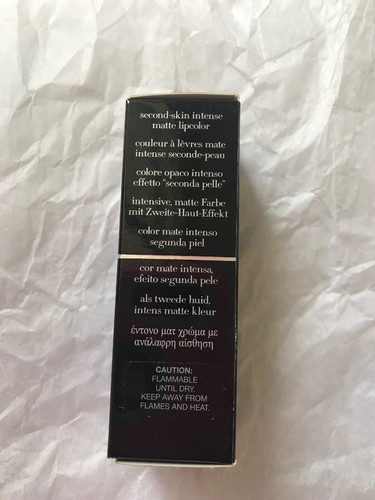 second-skin intense
matte lipcolor
couleur à lèvres mate
intense seconde-peau
colore opaco intenso
effetto "seconda pelle"
intensive, matte Farbe
mit Zweite-Haut-Effekt
color mate intenso
segunda piel
cor mate intensa,
efeito segunda pele
als tweede huid,
intens matte kleur
έντονο ματ χρώμα με
ανάλαφρη αίσθηση
CAUTION:
FLAMMABLE
UNTIL DRY.
KEEP AWAY FROM
FLAMES AND HEAT.